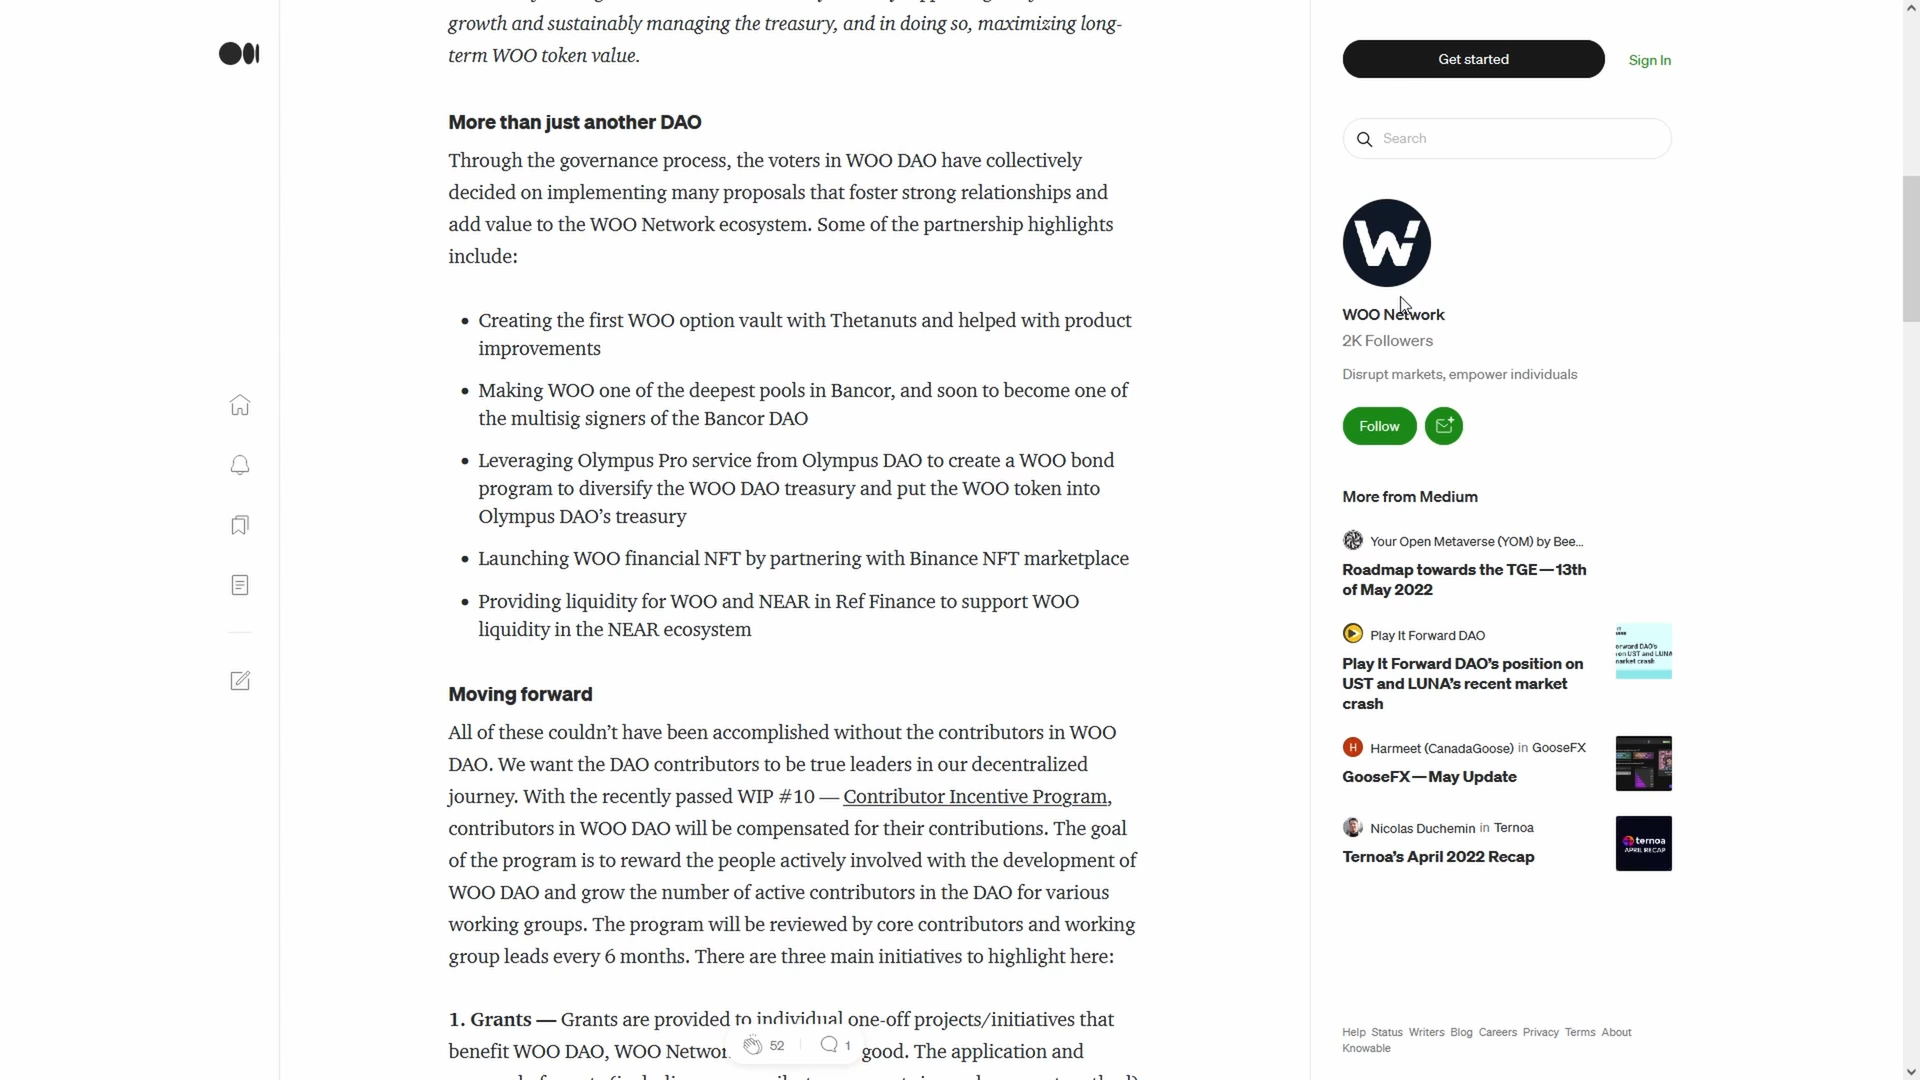 growth and sustainably managing the treasury, and in doing so, maximizing long-
term WOO token value.
More than just another DAO
Through the governance process, the voters in WOO DAO have collectively
decided on implementing many proposals that foster strong relationships and
add value to the WOO Network ecosystem. Some of the partnership highlights
include:
• Creating the first WOO option vault with Thetanuts and helped with product
improvements
• Making WOO one of the deepest pools in Bancor, and soon to become one of
the multisig signers of the Bancor DAO
• Leveraging Olympus Pro service from Olympus DAO to create a WOO bond
program to diversify the WOO DAO treasury and put the WOO token into
Olympus DAO’s treasury
• Launching WOO financial NFT by partnering with Binance NFT marketplace
• Providing liquidity for WOO and NEAR in Ref Finance to support WOO
liquidity in the NEAR ecosystem
Moving forward
All of these couldn’t have been accomplished without the contributors in WOO
DAO. We want the DAO contributors to be true leaders in our decentralized
journey. With the recently passed WIP #10 — Contributor Incentive Program,
contributors in WOO DAO will be compensated for their contributions. The goal
of the program is to reward the people actively involved with the development of
WOO DAO and grow the number of active contributors in the DAO for various
working groups. The program will be reviewed by core contributors and working
group leads every 6 months. There are three main initiatives to highlight here:
1. Grants — Grants are provided to individual one-off projects/initiatives that
benefit WOO DAO, WOO Networ good. The application and
52 1
Get started
Sign In
Search
W
WOO Network
2K Followers
Disrupt markets, empower individuals
Follow
More from Medium
Your Open Metaverse (YOM) by Bee...
Roadmap towards the TGE — 13th
of May 2022
Play It Forward DAO
Play It Forward DAO’s position on
UST and LUNA’s recent market
crash
orward DAO's
on UST and LUNA
market crash
H Harmeet (CanadaGoose) in GooseFX
GooseFX — May Update
Nicolas Duchemin in Ternoa
Ternoa’s April 2022 Recap
ternoa
APRIL RECAP
Help Status Writers Blog Careers Privacy Terms About
Knowable